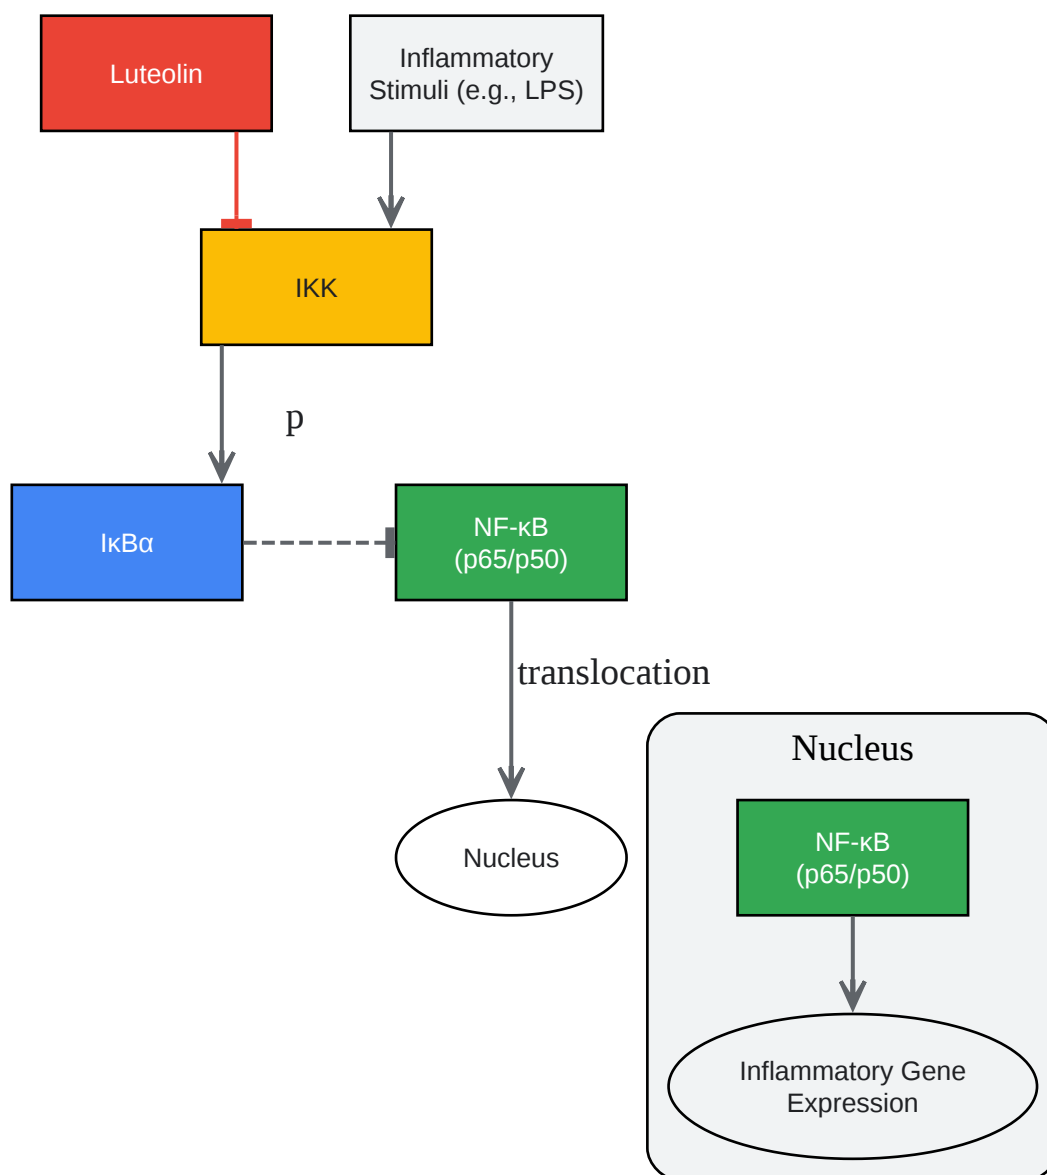 Luteolin
Inflammatory
Stimuli (e.g., LPS)
IKK
p
IκBα
NF-κB
(p65/p50)
translocation
Nucleus
Nucleus
NF-κB
(p65/p50)
Inflammatory Gene
Expression